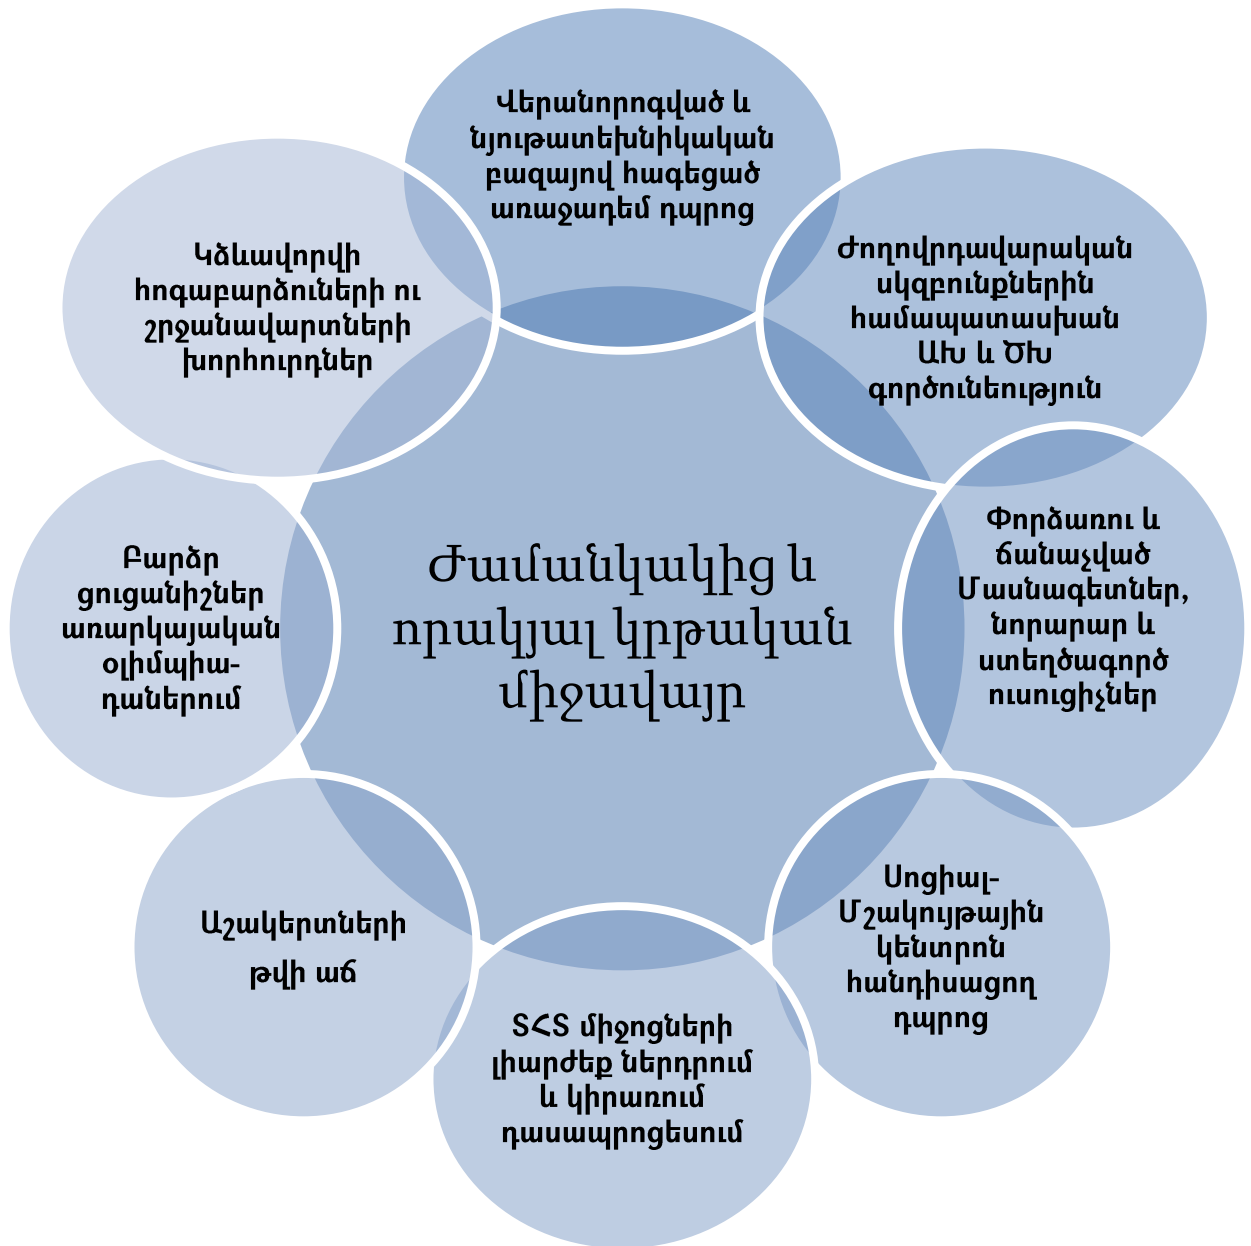 Վերանորոգված և
նյութատեխնիկական
բազայով հագեցած
առաջադեմ դպրոց
Ժողովրդավարական
սկզբունքներին
համապատասխան
ԱԽ և ԾԽ
գործունեություն
Փորձառու և
ճանաչված
Մասնագետներ,
նորարար և
ստեղծագործ
ուսուցիչներ
Սոցիալ-
Մշակույթային
կենտրոն
հանդիսացող
դպրոց
ՏՀՏ միջոցների
լիարժեք ներդրում
և կիրառում
դասապրոցեսում
Աշակերտների
թվի աճ
Բարձր
ցուցանիշներ
առարկայական
օլիմպիա-
դաներում
Կձևավորվի
հոգաբարձուների ու
շրջանավարտների
խորհուրդներ
Ժամանկակից և
որակյալ կրթական
միջավայր